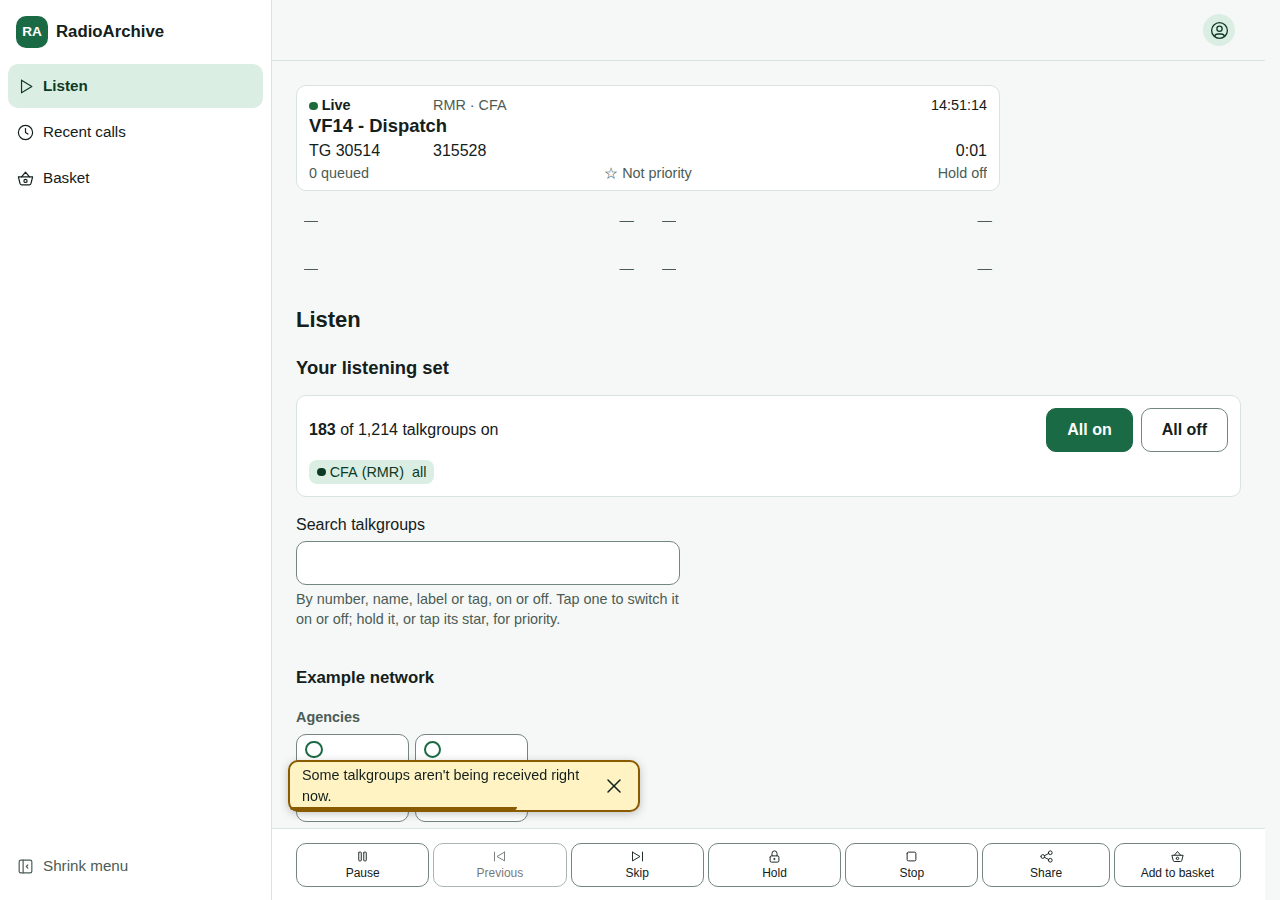 RA RadioArchive
Listen
Recent calls
Basket
Shrink menu
Live RMR · CFA 14:51:14
VF14 - Dispatch
TG 30514 315528 0:01
0 queued ☆ Not priority Hold off
— — — —
— — — —
Listen
Your listening set
183 of 1,214 talkgroups on All on All off
CFA (RMR) all
Search talkgroups
By number, name, label or tag, on or off. Tap one to switch it
on or off; hold it, or tap its star, for priority.
Example network
Agencies
Some talkgroups aren't being received right
now.
Pause Previous Skip Hold Stop Share Add to basket